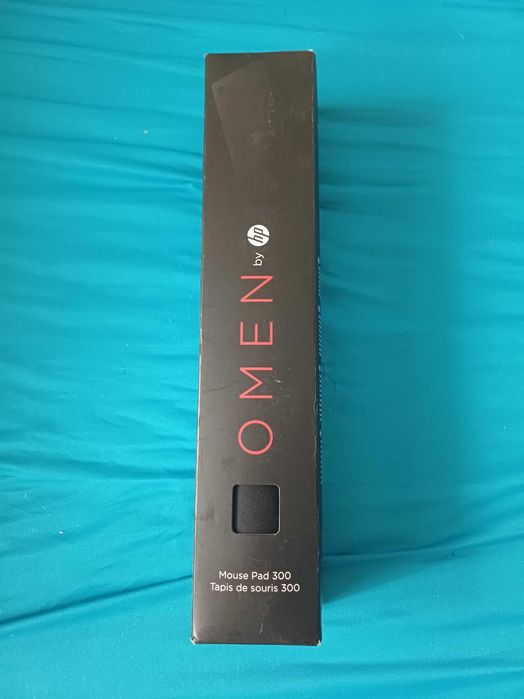 OMEN by hp
Mouse Pad 300
Tapis de souris 300